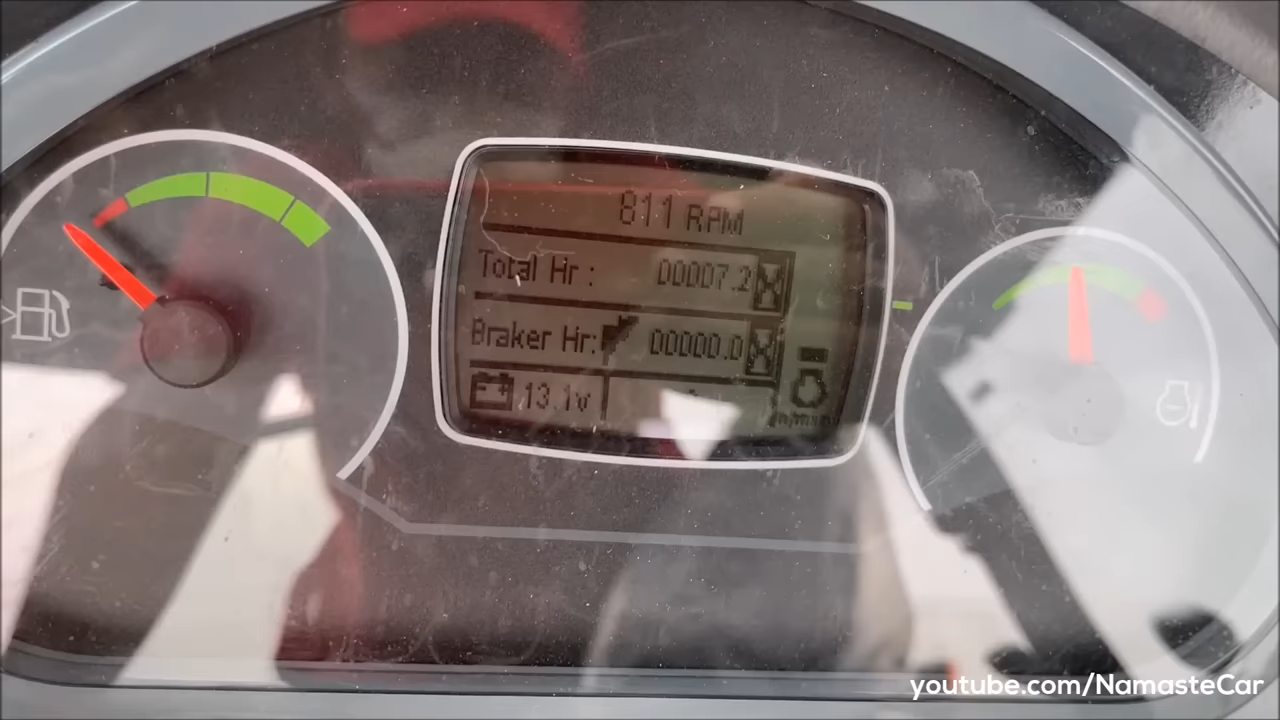 811 RPM
Total Hr : 00007.2
Braker Hr: 00000.0
13.1v
youtube.com/NamasteCar